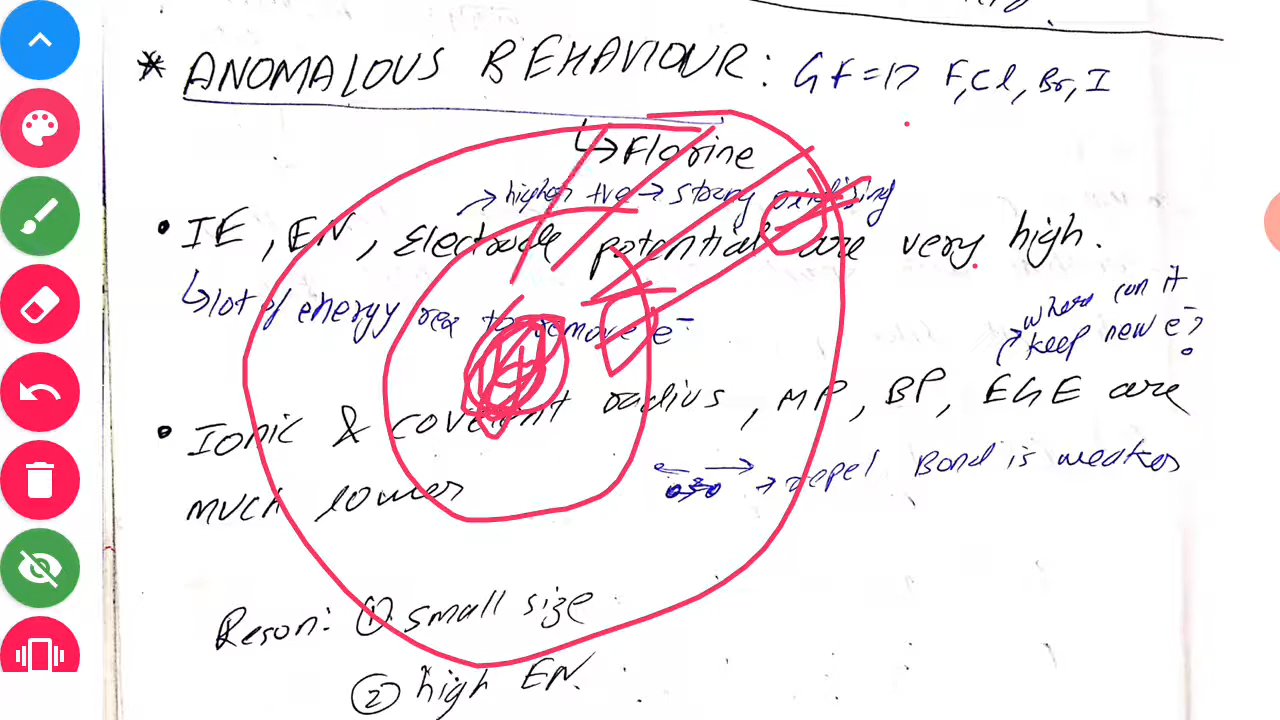 * ANOMALOUS BEHAVIOUR: GF=17 F, Cl, Br, I
↳ Florine
→ higher +ve → strong oxidising
• IE, EN, Electrode potential are very high.
↳ lot of energy req to remove e⁻
→ where can it
keep new e⁻?
• Ionic & covalent radius, MP, BP, EGE are
→ repel Bond is weaker
much lower
Reson: ① small size
② high EN.